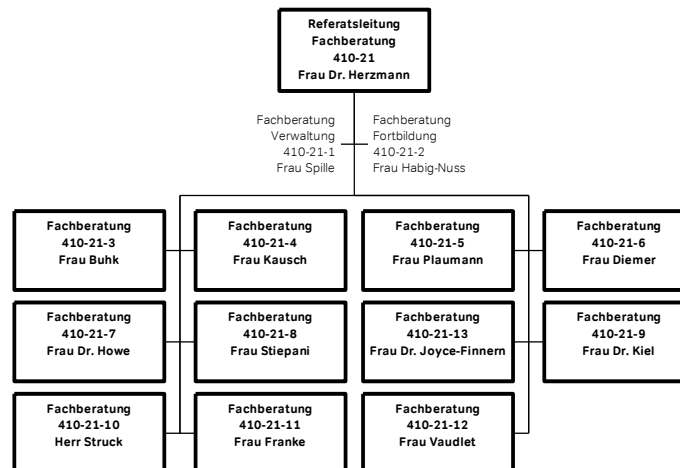 Referatsleitung
Fachberatung
410-21
Frau Dr. Herzmann
Fachberatung
Verwaltung
410-21-1
Frau Spille
Fachberatung
Fortbildung
410-21-2
Frau Habig-Nuss
Fachberatung
410-21-3
Frau Buhk
Fachberatung
410-21-4
Frau Kausch
Fachberatung
410-21-5
Frau Plaumann
Fachberatung
410-21-6
Frau Diemer
Fachberatung
410-21-7
Frau Dr. Howe
Fachberatung
410-21-8
Frau Stiepani
Fachberatung
410-21-13
Frau Dr. Joyce-Finnern
Fachberatung
410-21-9
Frau Dr. Kiel
Fachberatung
410-21-10
Herr Struck
Fachberatung
410-21-11
Frau Franke
Fachberatung
410-21-12
Frau Vaudlet